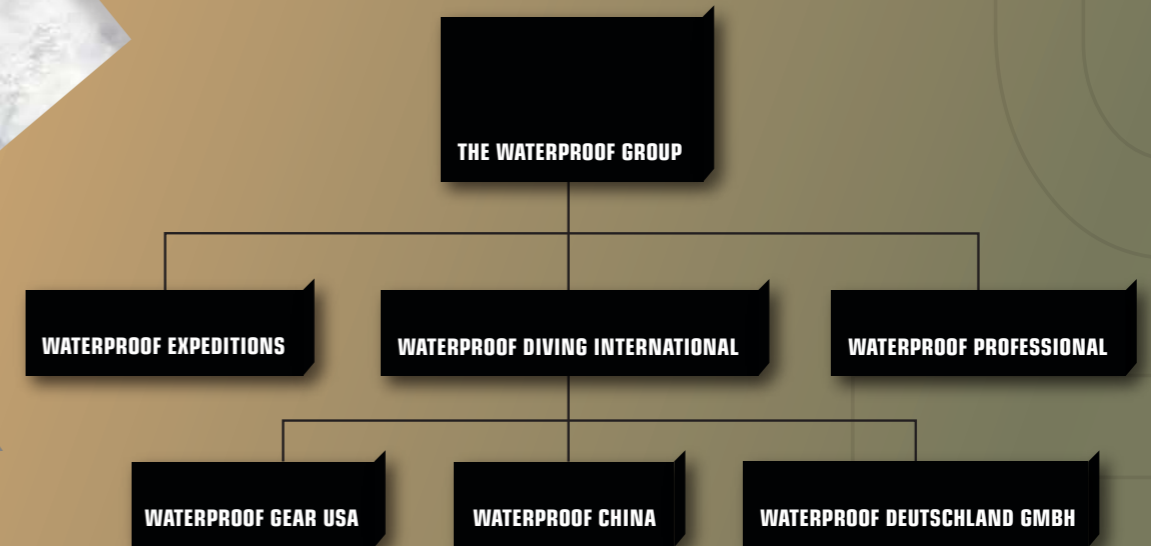 THE WATERPROOF GROUP
WATERPROOF EXPEDITIONS
WATERPROOF DIVING INTERNATIONAL
WATERPROOF PROFESSIONAL
WATERPROOF GEAR USA
WATERPROOF CHINA
WATERPROOF DEUTSCHLAND GMBH